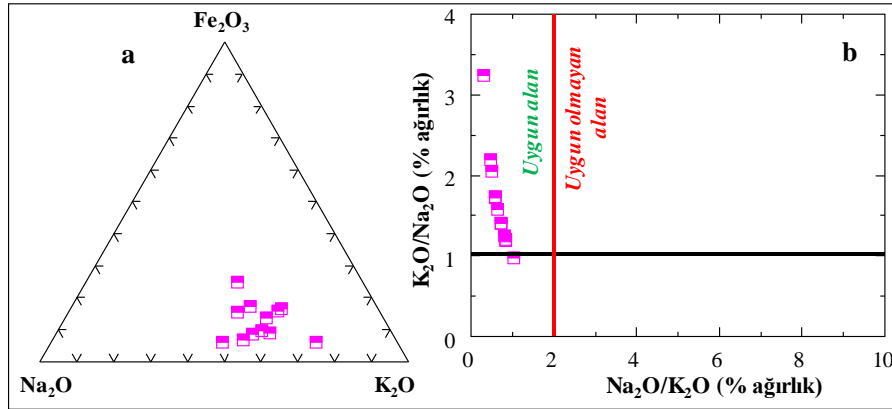 Fe₂O₃
a
Na₂O
K₂O
b
4
3
2
1
0
K₂O/Na₂O (% ağırlık)
Uygun alan
Uygun olmayan
alan
0
2
4
6
8
10
Na₂O/K₂O (% ağırlık)